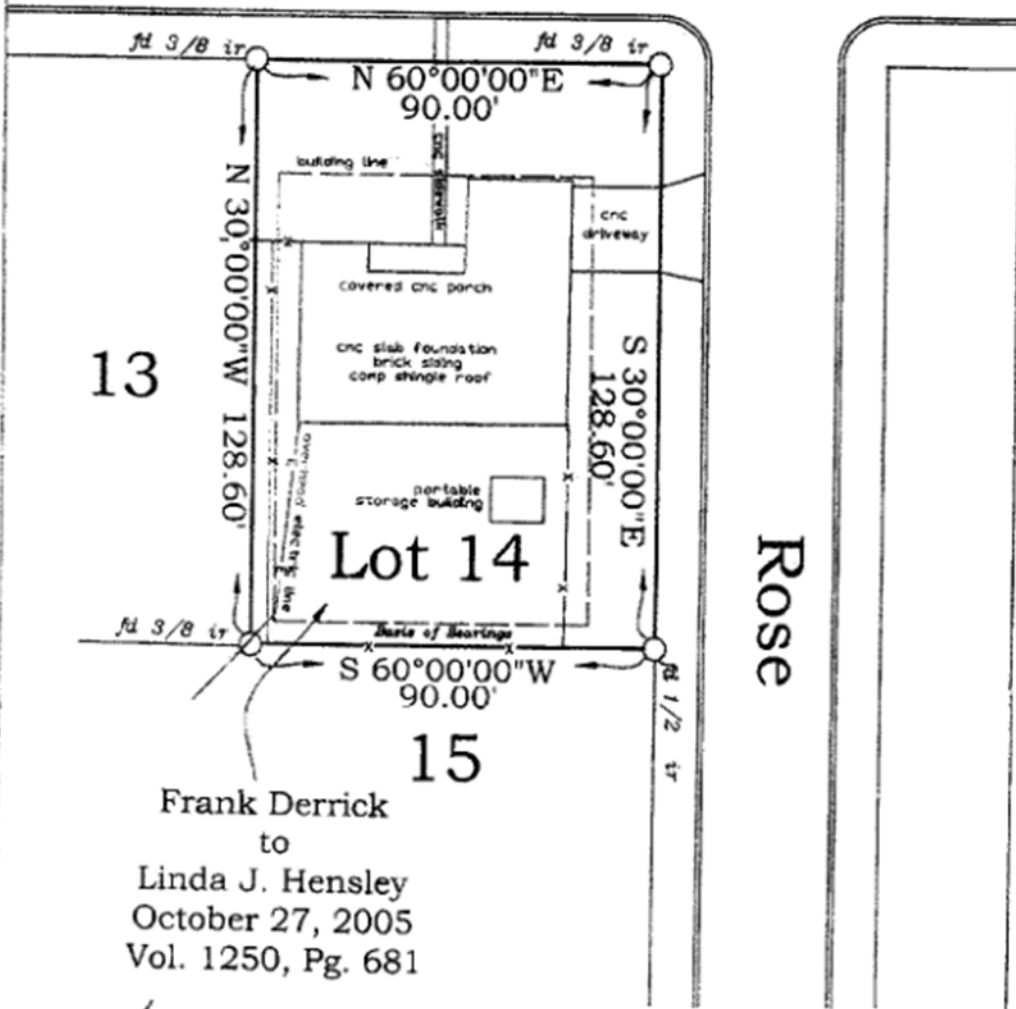 fd 3/8 ir
fd 3/8 ir
N 60°00'00"E
90.00'
building line
cnc sidewalk
cnc
driveway
N 30°00'00"W 128.60'
covered cnc porch
cnc slab foundation
brick siding
comp shingle roof
13
S 30°00'00"E
128.60'
overhead electric line
E
E
portable
storage building
Lot 14
Rose
fd 3/8 ir
Basis of Bearings
S 60°00'00"W
90.00'
fd 1/2 ir
15
Frank Derrick
to
Linda J. Hensley
October 27, 2005
Vol. 1250, Pg. 681